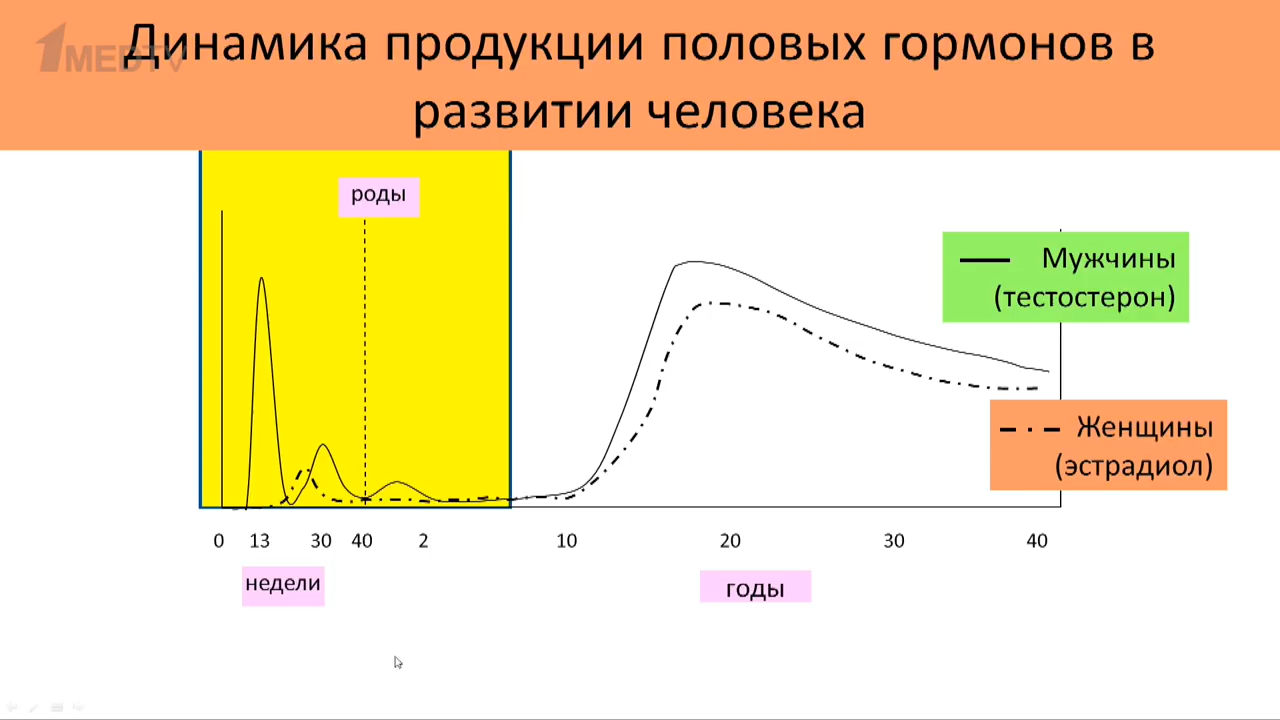 1MEDTV
Динамика продукции половых гормонов в
развитии человека
роды
Мужчины
(тестостерон)
Женщины
(эстрадиол)
0 13 30 40 2 10 20 30 40
недели
годы